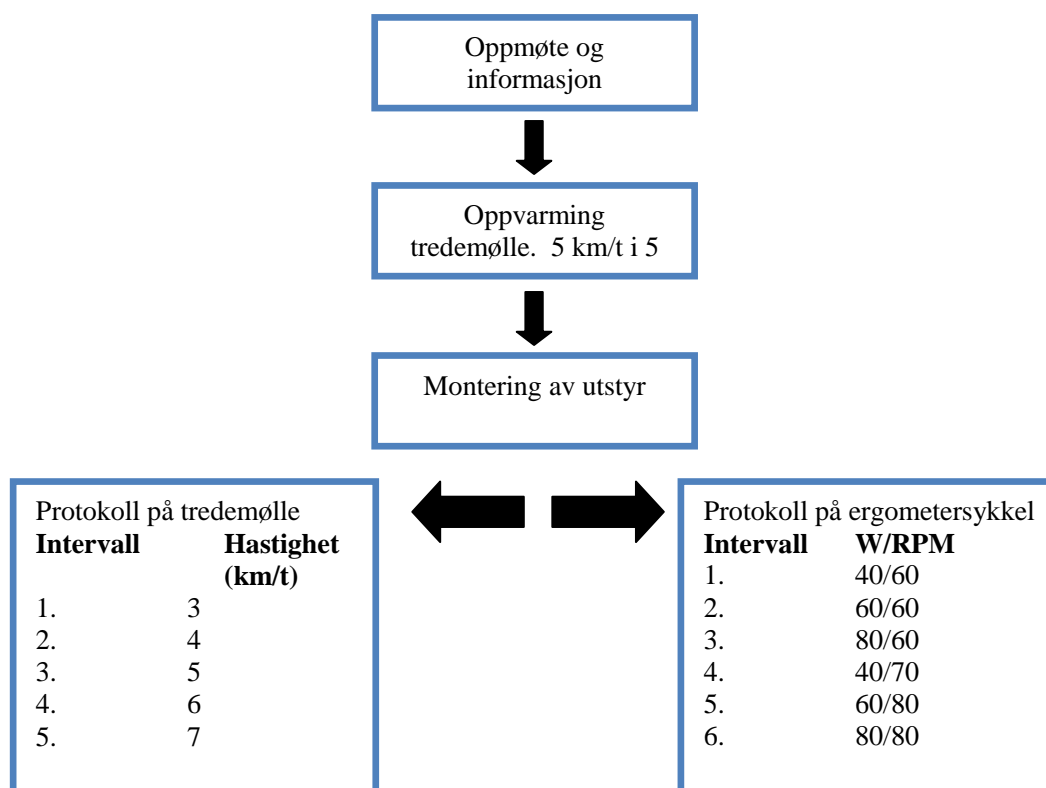 Oppmøte og
informasjon
Oppvarming
tredemølle.  5 km/t i 5
Montering av utstyr
Protokoll på tredemølle
Intervall Hastighet
(km/t)
1. 3
2. 4
3. 5
4. 6
5. 7
Protokoll på ergometersykkel
Intervall W/RPM
1. 40/60
2. 60/60
3. 80/60
4. 40/70
5. 60/80
6. 80/80